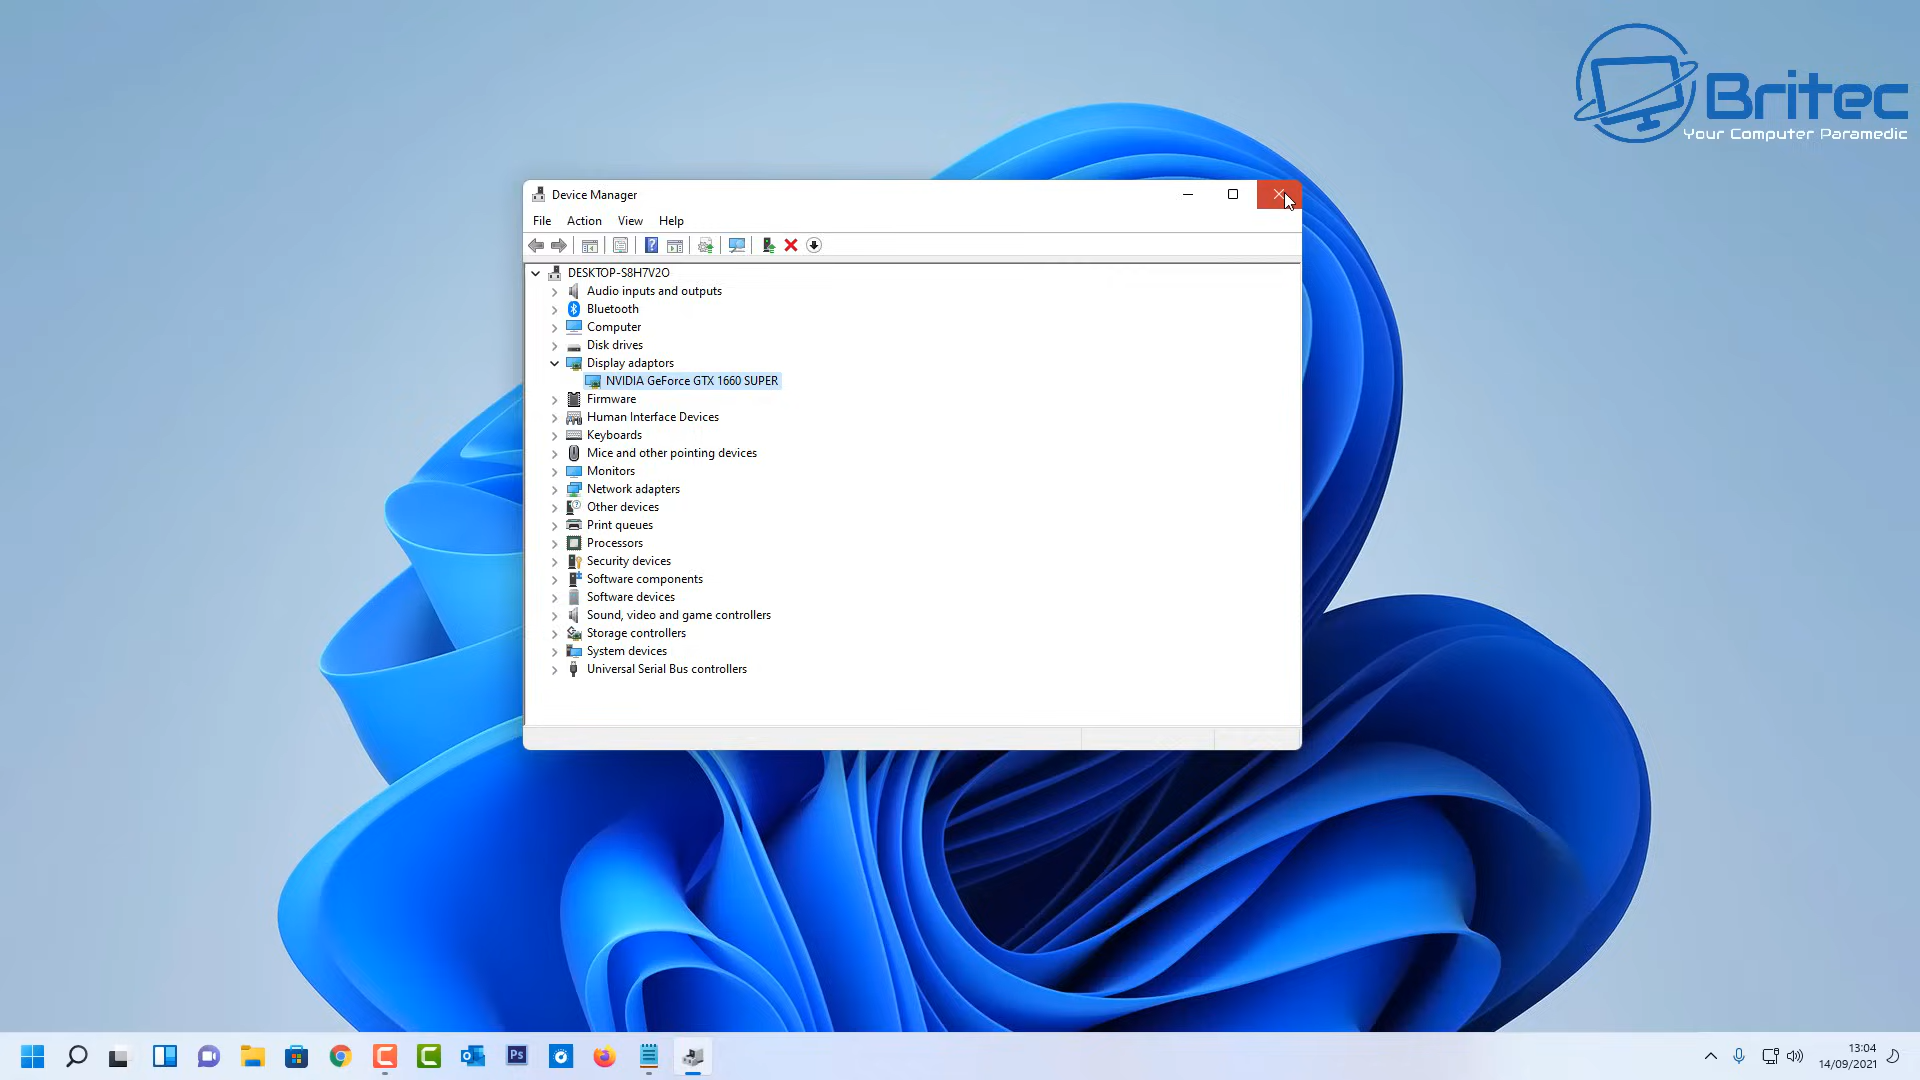 Britec
Your Computer Paramedic
Device Manager
File Action View Help
DESKTOP-S8H7V2O
Audio inputs and outputs
Bluetooth
Computer
Disk drives
Display adaptors
NVIDIA GeForce GTX 1660 SUPER
Firmware
Human Interface Devices
Keyboards
Mice and other pointing devices
Monitors
Network adapters
Other devices
Print queues
Processors
Security devices
Software components
Software devices
Sound, video and game controllers
Storage controllers
System devices
Universal Serial Bus controllers
Ps
13:04
14/09/2021